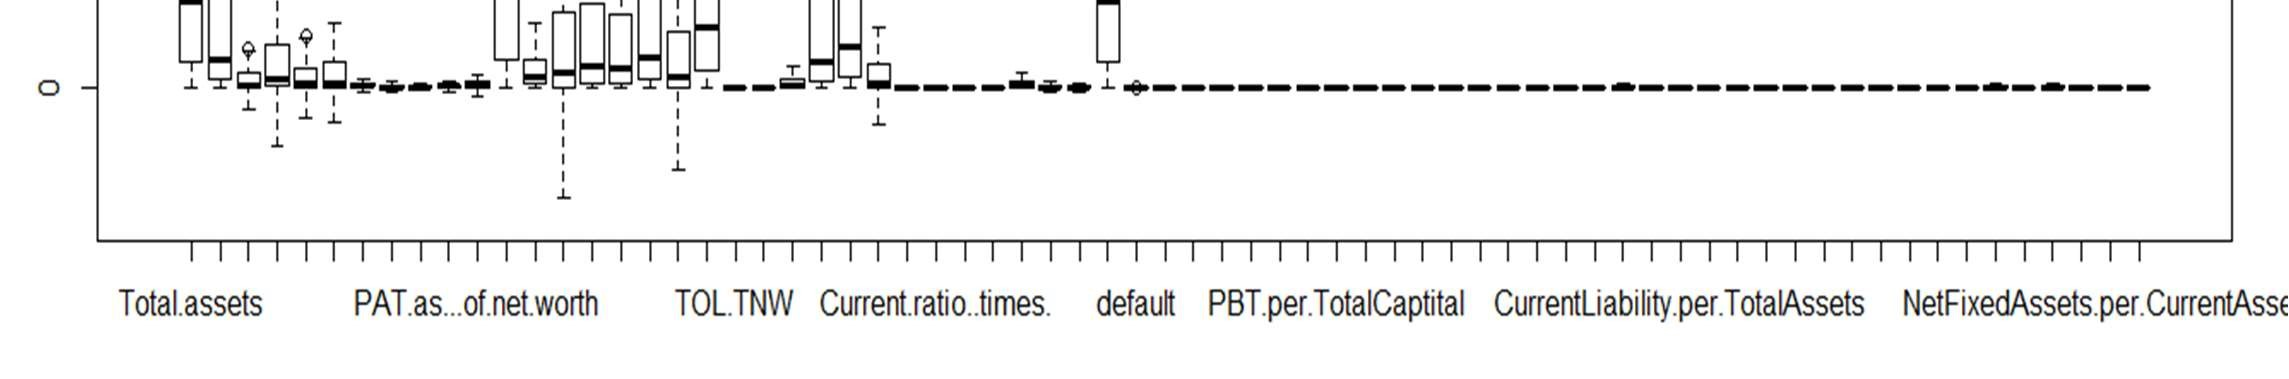 0
Total.assets PAT.as...of.net.worth TOL.TNW Current.ratio..times. default PBT.per.TotalCaptital CurrentLiability.per.TotalAssets NetFixedAssets.per.CurrentAsse